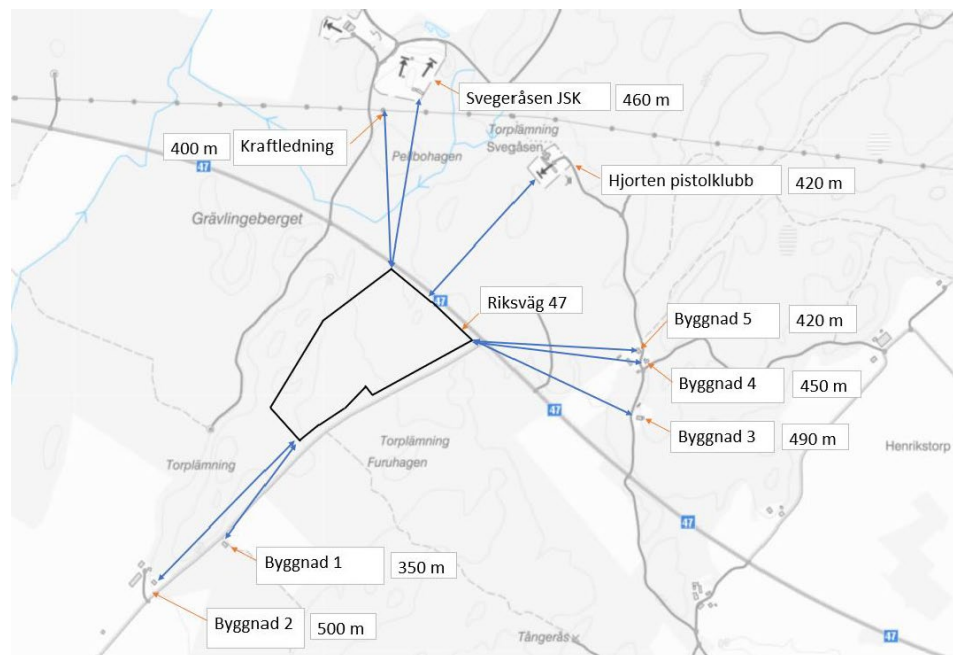 Svegeråsen JSK
460 m
400 m
Kraftledning
Torplämning
Svegåsen
Pellbohagen
47
Hjorten pistolklubb
420 m
Grävlingeberget
47
Riksväg 47
Byggnad 5
420 m
Byggnad 4
450 m
47
Byggnad 3
490 m
Torplämning
Furuhagen
Henrikstorp
Torplämning
47
Byggnad 1
350 m
Byggnad 2
500 m
Tångerås
47